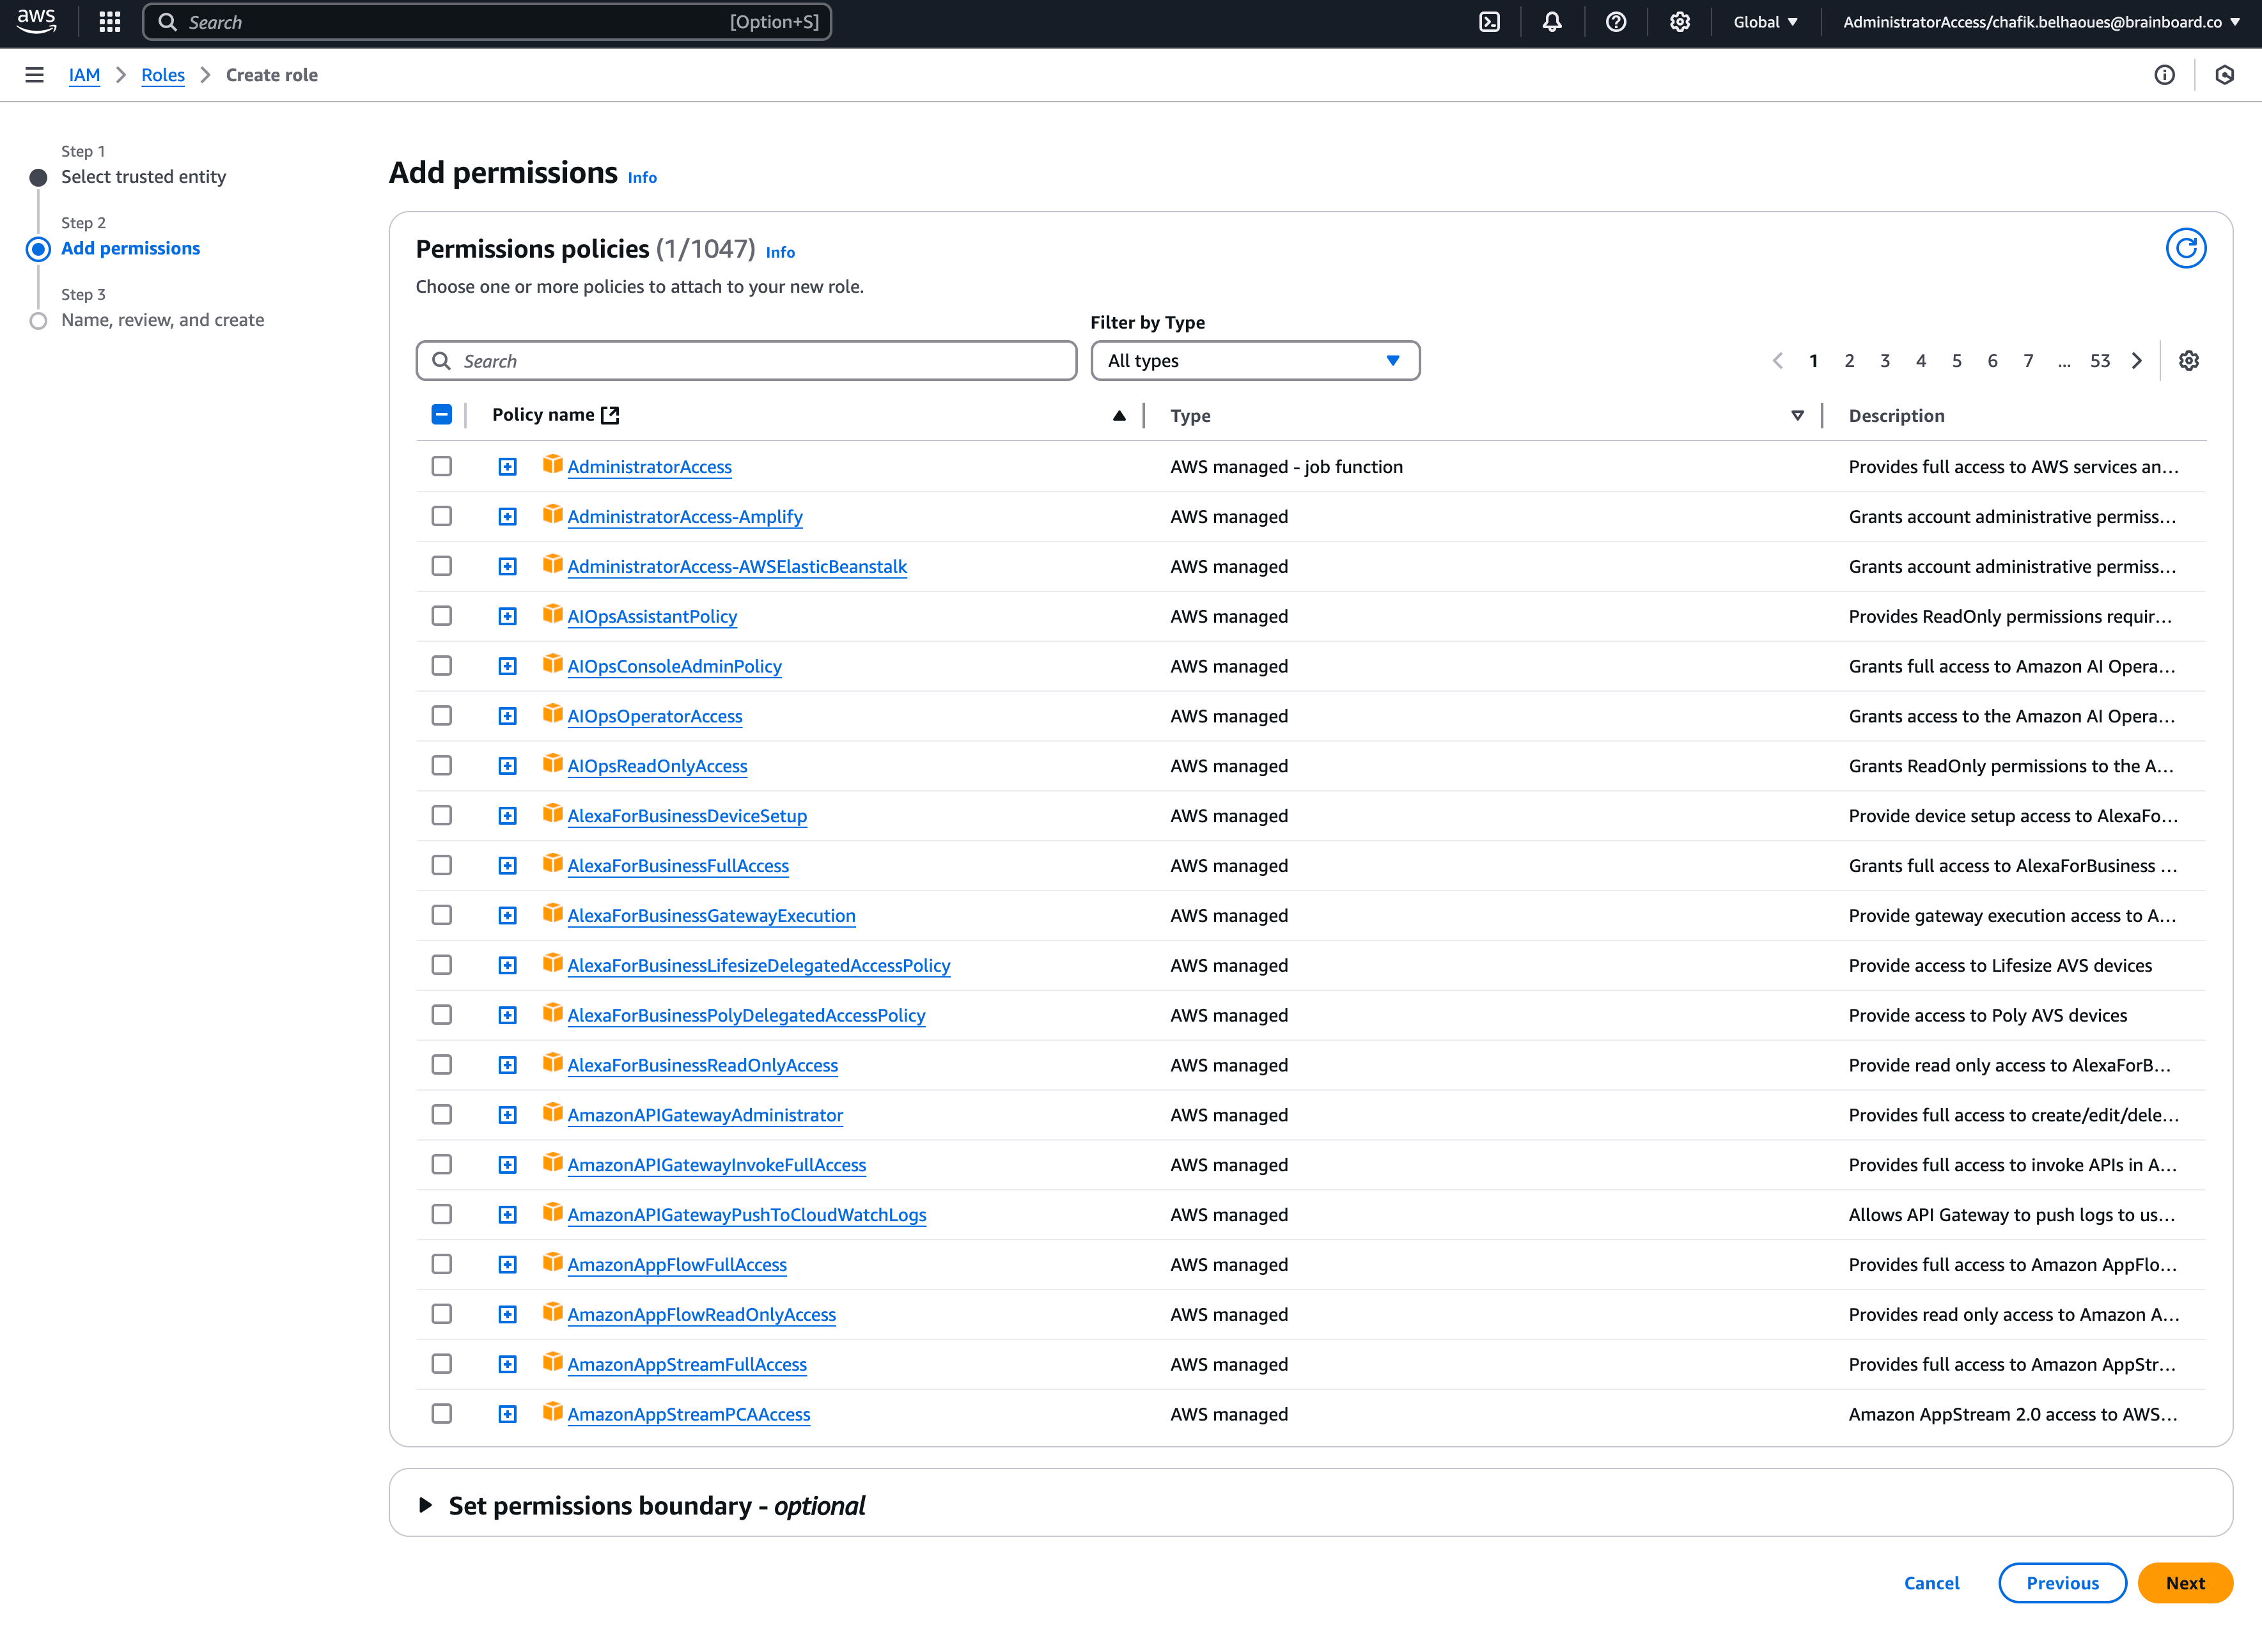 aws
Search [Option+S] Global AdministratorAccess/chafik.belhaoues@brainboard.co
IAM Roles Create role
Step 1
Select trusted entity
Step 2
Add permissions
Step 3
Name, review, and create
Add permissions Info
Permissions policies (1/1047) Info
Choose one or more policies to attach to your new role.
Filter by Type
Search All types 1 2 3 4 5 6 7 ... 53
Policy name Type Description
AdministratorAccess AWS managed - job function Provides full access to AWS services an...
AdministratorAccess-Amplify AWS managed Grants account administrative permiss...
AdministratorAccess-AWSElasticBeanstalk AWS managed Grants account administrative permiss...
AIOpsAssistantPolicy AWS managed Provides ReadOnly permissions requir...
AIOpsConsoleAdminPolicy AWS managed Grants full access to Amazon AI Opera...
AIOpsOperatorAccess AWS managed Grants access to the Amazon AI Opera...
AIOpsReadOnlyAccess AWS managed Grants ReadOnly permissions to the A...
AlexaForBusinessDeviceSetup AWS managed Provide device setup access to AlexaFo...
AlexaForBusinessFullAccess AWS managed Grants full access to AlexaForBusiness ...
AlexaForBusinessGatewayExecution AWS managed Provide gateway execution access to A...
AlexaForBusinessLifesizeDelegatedAccessPolicy AWS managed Provide access to Lifesize AVS devices
AlexaForBusinessPolyDelegatedAccessPolicy AWS managed Provide access to Poly AVS devices
AlexaForBusinessReadOnlyAccess AWS managed Provide read only access to AlexaForB...
AmazonAPIGatewayAdministrator AWS managed Provides full access to create/edit/dele...
AmazonAPIGatewayInvokeFullAccess AWS managed Provides full access to invoke APIs in A...
AmazonAPIGatewayPushToCloudWatchLogs AWS managed Allows API Gateway to push logs to us...
AmazonAppFlowFullAccess AWS managed Provides full access to Amazon AppFlo...
AmazonAppFlowReadOnlyAccess AWS managed Provides read only access to Amazon A...
AmazonAppStreamFullAccess AWS managed Provides full access to Amazon AppStr...
AmazonAppStreamPCAAccess AWS managed Amazon AppStream 2.0 access to AWS...
Set permissions boundary - optional
Cancel Previous Next